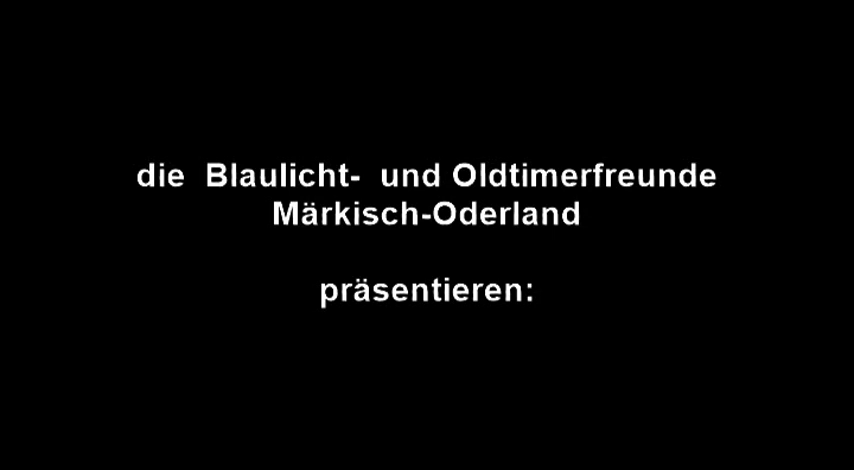 die  Blaulicht-  und Oldtimerfreunde
Märkisch-Oderland
präsentieren: